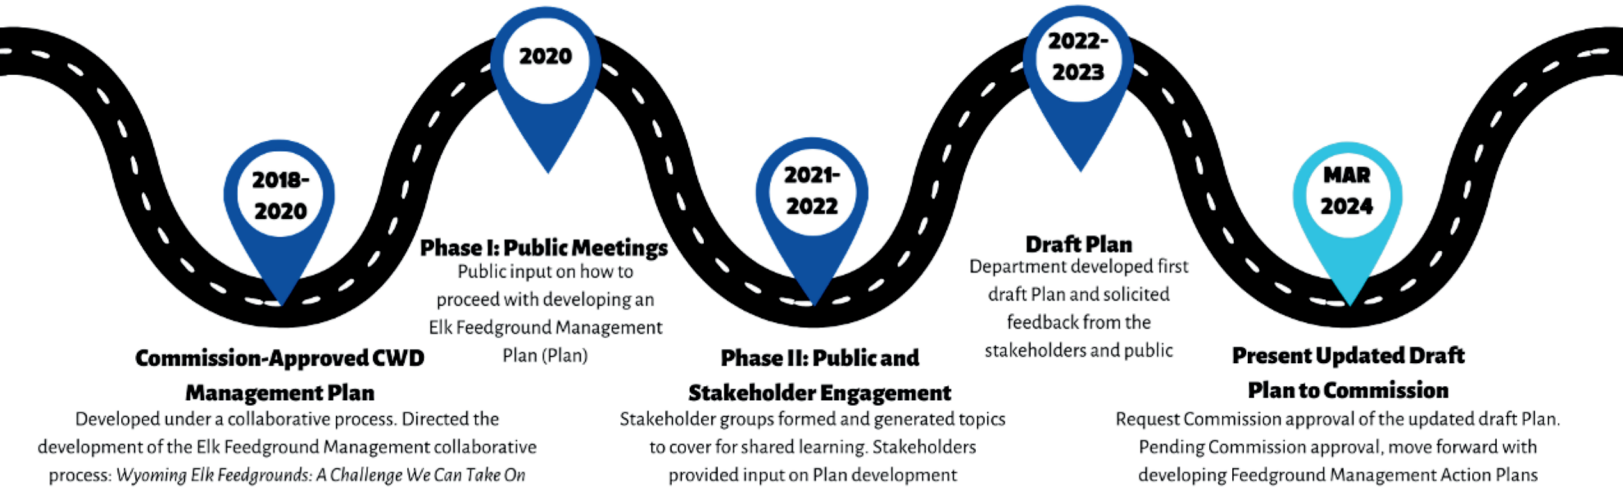 2018-
2020
Commission-Approved CWD
Management Plan
Developed under a collaborative process. Directed the
development of the Elk Feedground Management collaborative
process: Wyoming Elk Feedgrounds: A Challenge We Can Take On
2020
Phase I: Public Meetings
Public input on how to
proceed with developing an
Elk Feedground Management
Plan (Plan)
2021-
2022
Phase II: Public and
Stakeholder Engagement
Stakeholder groups formed and generated topics
to cover for shared learning. Stakeholders
provided input on Plan development
2022-
2023
Draft Plan
Department developed first
draft Plan and solicited
feedback from the
stakeholders and public
MAR
2024
Present Updated Draft
Plan to Commission
Request Commission approval of the updated draft Plan.
Pending Commission approval, move forward with
developing Feedground Management Action Plans